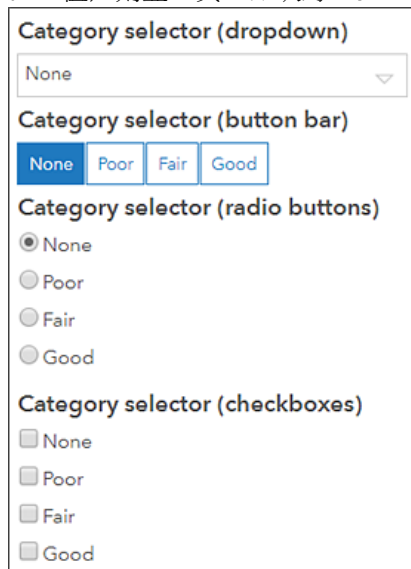 Category selector (dropdown)
None
Category selector (button bar)
None Poor Fair Good
Category selector (radio buttons)
None
Poor
Fair
Good
Category selector (checkboxes)
None
Poor
Fair
Good